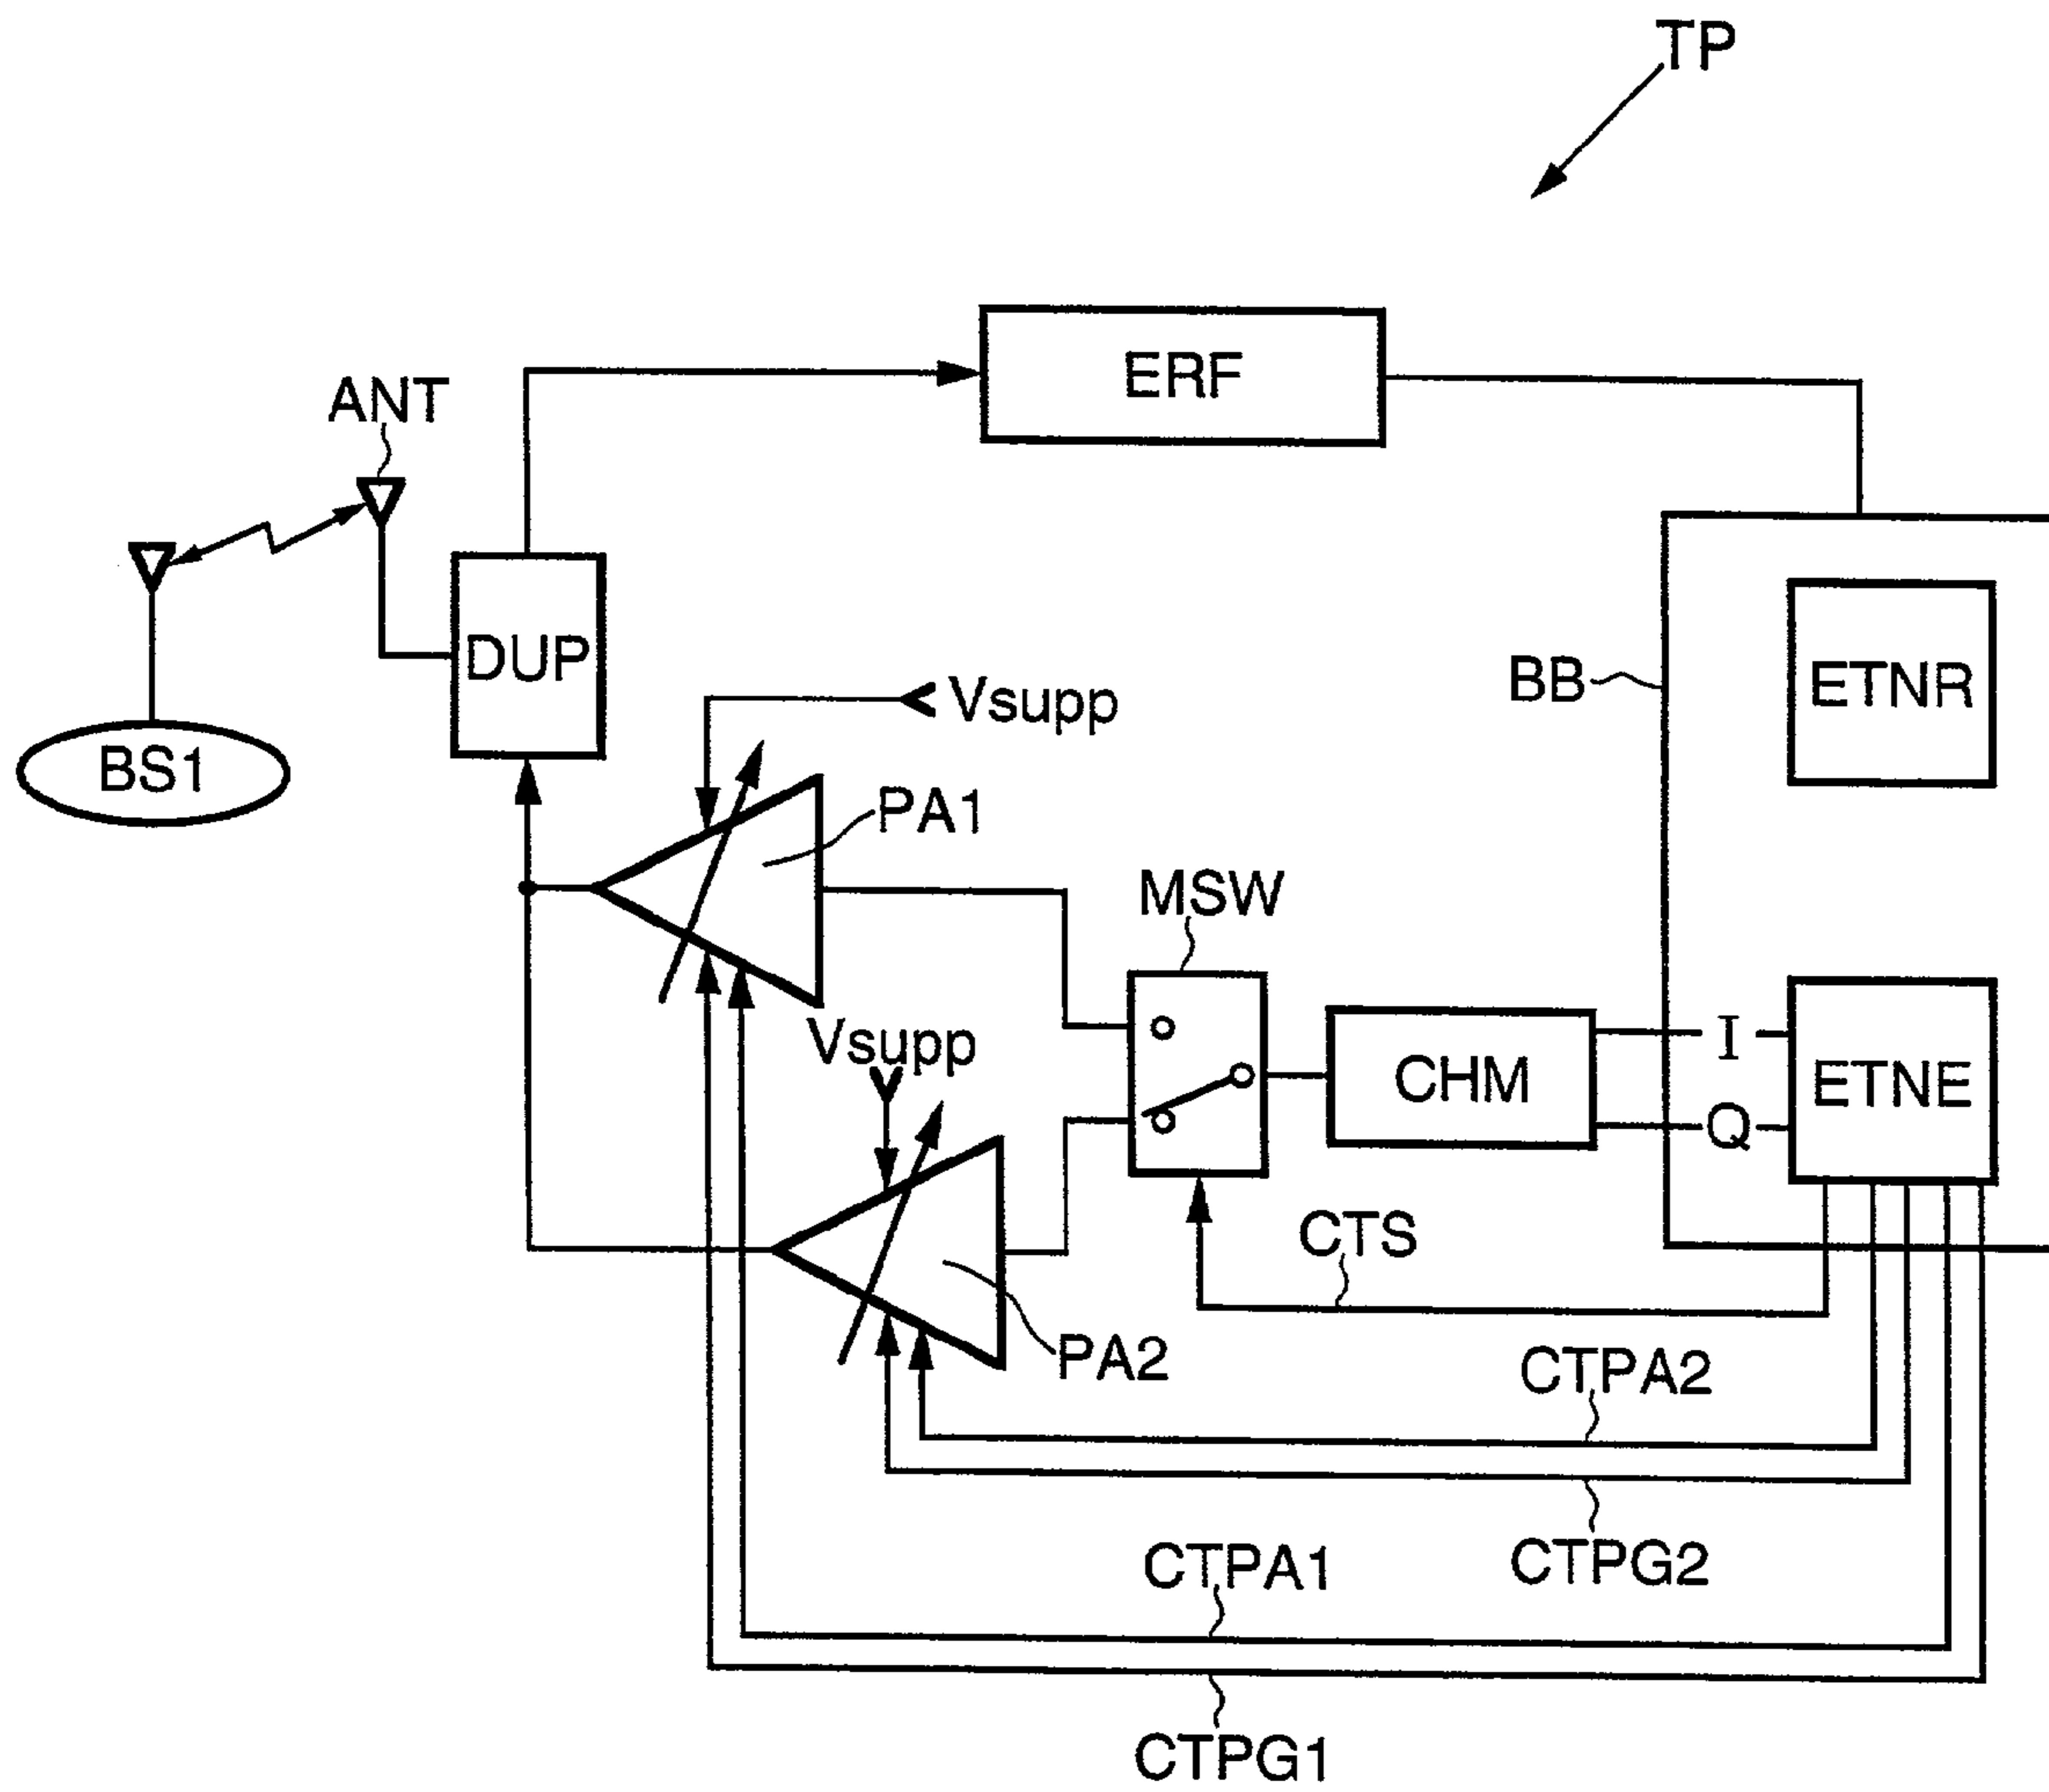 TP
ERF
ANT
DUP
Vsupp
BB
ETNR
BS1
PA1
MSW
Vsupp
I
CHM
ETNE
Q
CTS
PA2
CTPA2
CTPG2
CTPA1
CTPG1